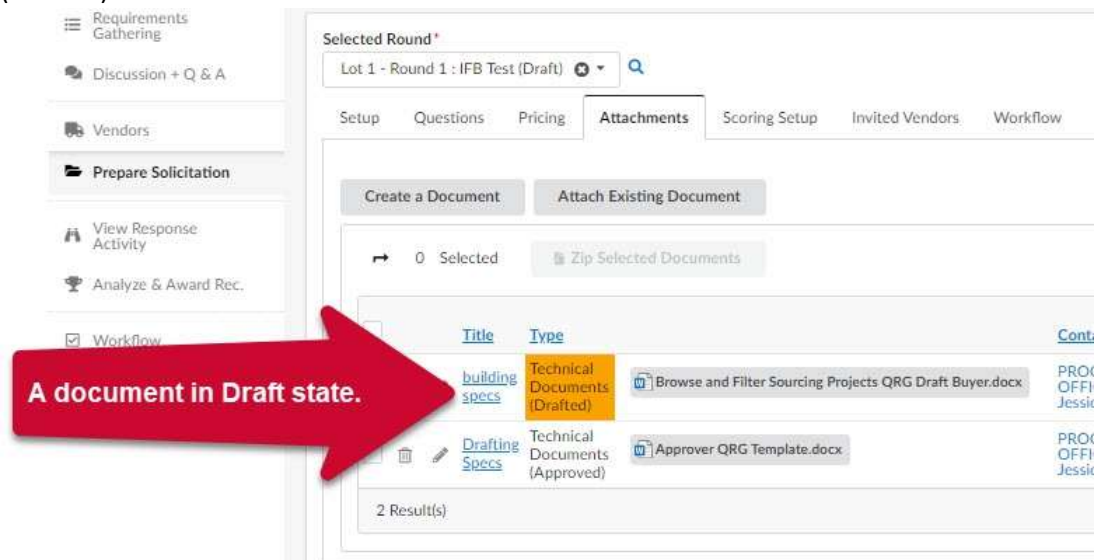 Requirements
Gathering
Discussion + Q & A
Vendors
Prepare Solicitation
View Response
Activity
Analyze & Award Rec.
Workflow
Selected Round*
Lot 1 - Round 1 : IFB Test (Draft)
Setup Questions Pricing Attachments Scoring Setup Invited Vendors Workflow
Create a Document Attach Existing Document
0 Selected Zip Selected Documents
Title Type
A document in Draft state.
building
specs
Technical
Documents
(Drafted)
Browse and Filter Sourcing Projects QRG Draft Buyer.docx
Drafting
Specs
Technical
Documents
(Approved)
Approver QRG Template.docx
2 Result(s)